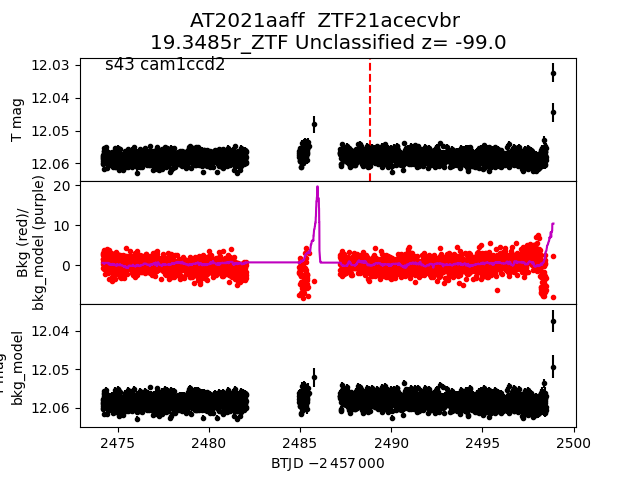 AT2021aaff  ZTF21acecvbr
19.3485r_ZTF Unclassified z= -99.0
s43 cam1ccd2
12.03
12.04
12.05
12.06
T mag
20
10
0
Bkg (red)/
bkg_model (purple)
12.04
12.05
12.06
bkg_model
2475
2480
2485
2490
2495
2500
BTJD −2 457 000